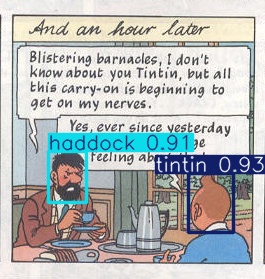 And an hour later
Blistering barnacles, I don't
know about you Tintin, but all
this carry-on is beginning to
get on my nerves.
Yes, ever since yesterday
haddock 0.91
feeling
tintin 0.93